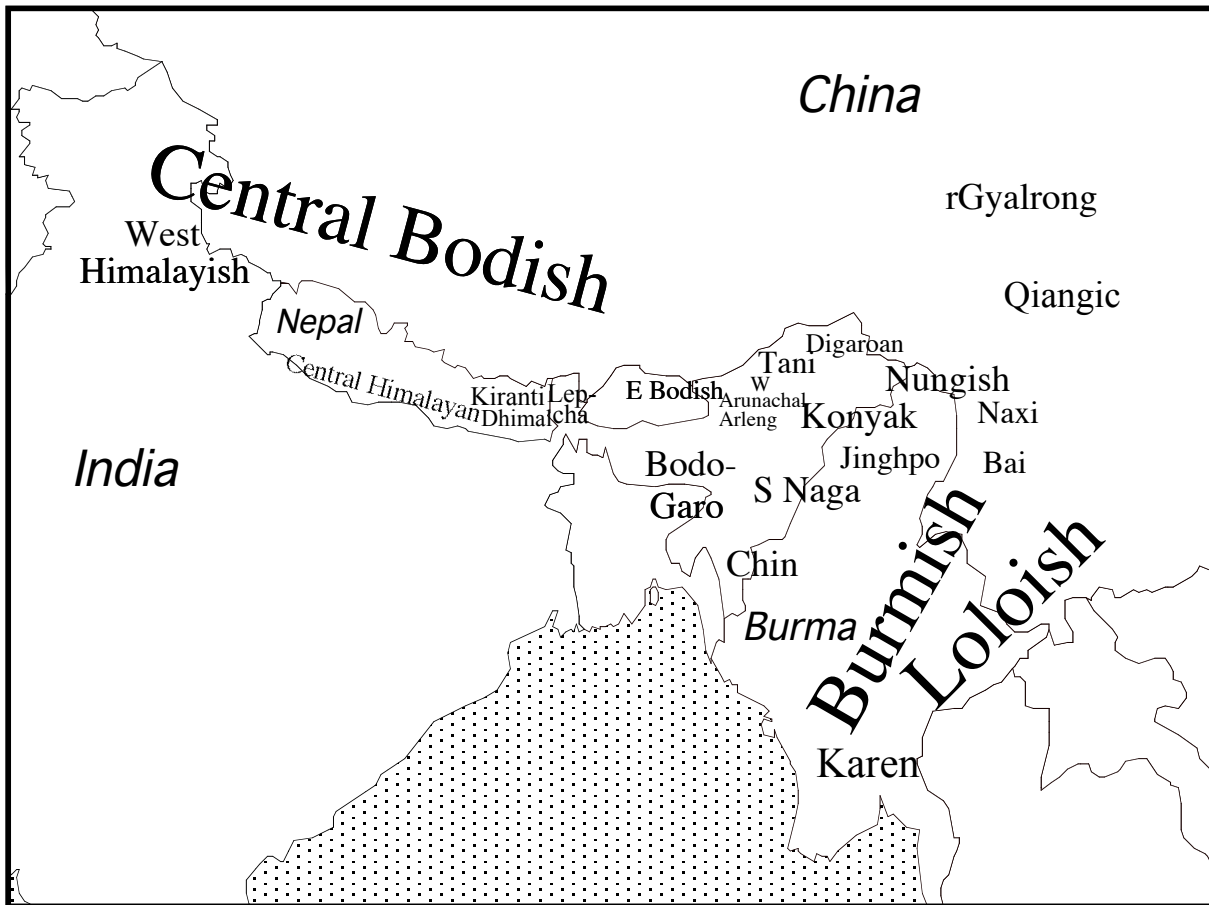 China
rGyalrong
Central Bodish
West
Himalayish
Qiangic
Nepal
Digaroan
Tani
Central Himalayan
Kiranti
Dhimal
Lep-
cha
E Bodish
W
Arunachal
Arleng
Nungish
Konyak
Naxi
India
Bodo-
Garo
S Naga
Jinghpo
Bai
Chin
Burma
Burmish
Loloish
Karen